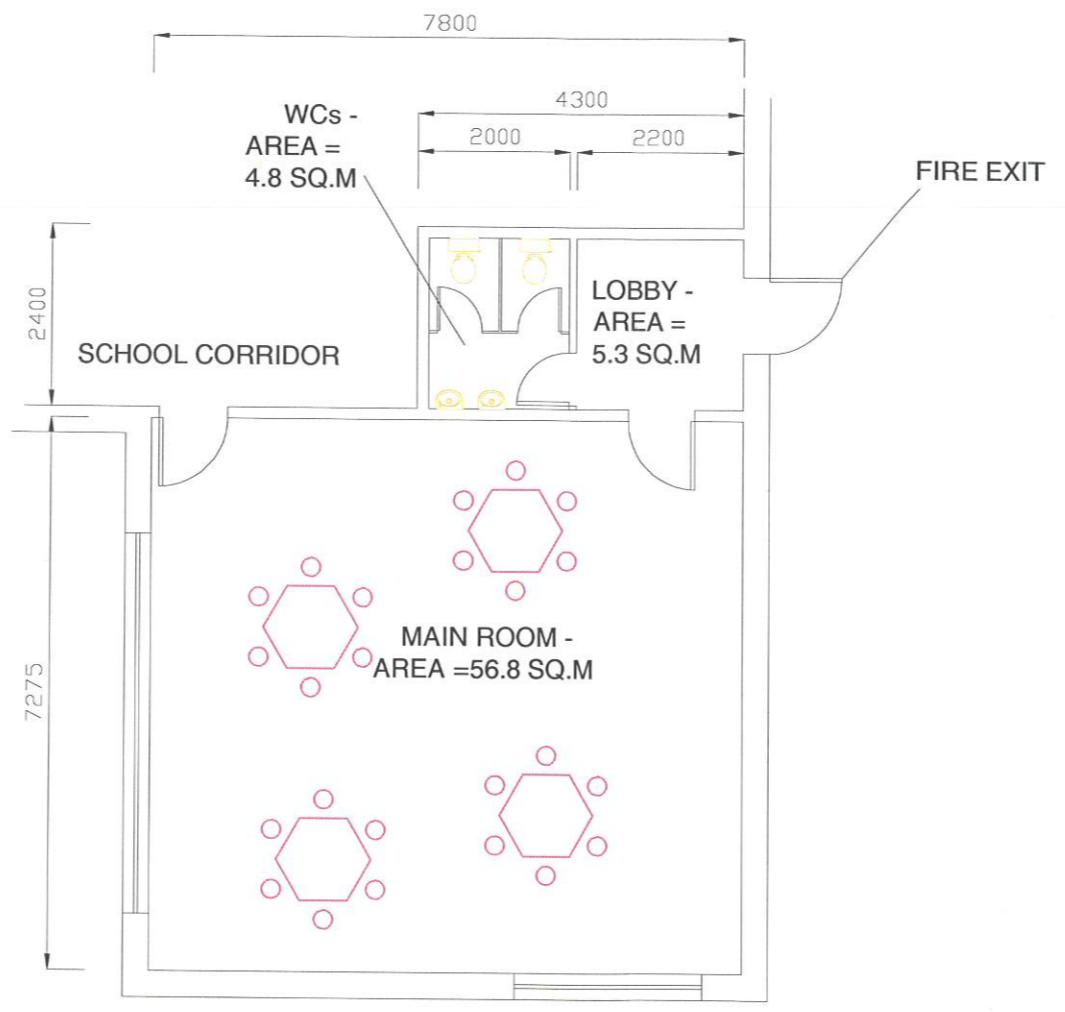 7800
4300
2000
2200
WCs -
AREA =
4.8 SQ.M
FIRE EXIT
2400
LOBBY -
AREA =
5.3 SQ.M
SCHOOL CORRIDOR
7275
MAIN ROOM -
AREA =56.8 SQ.M